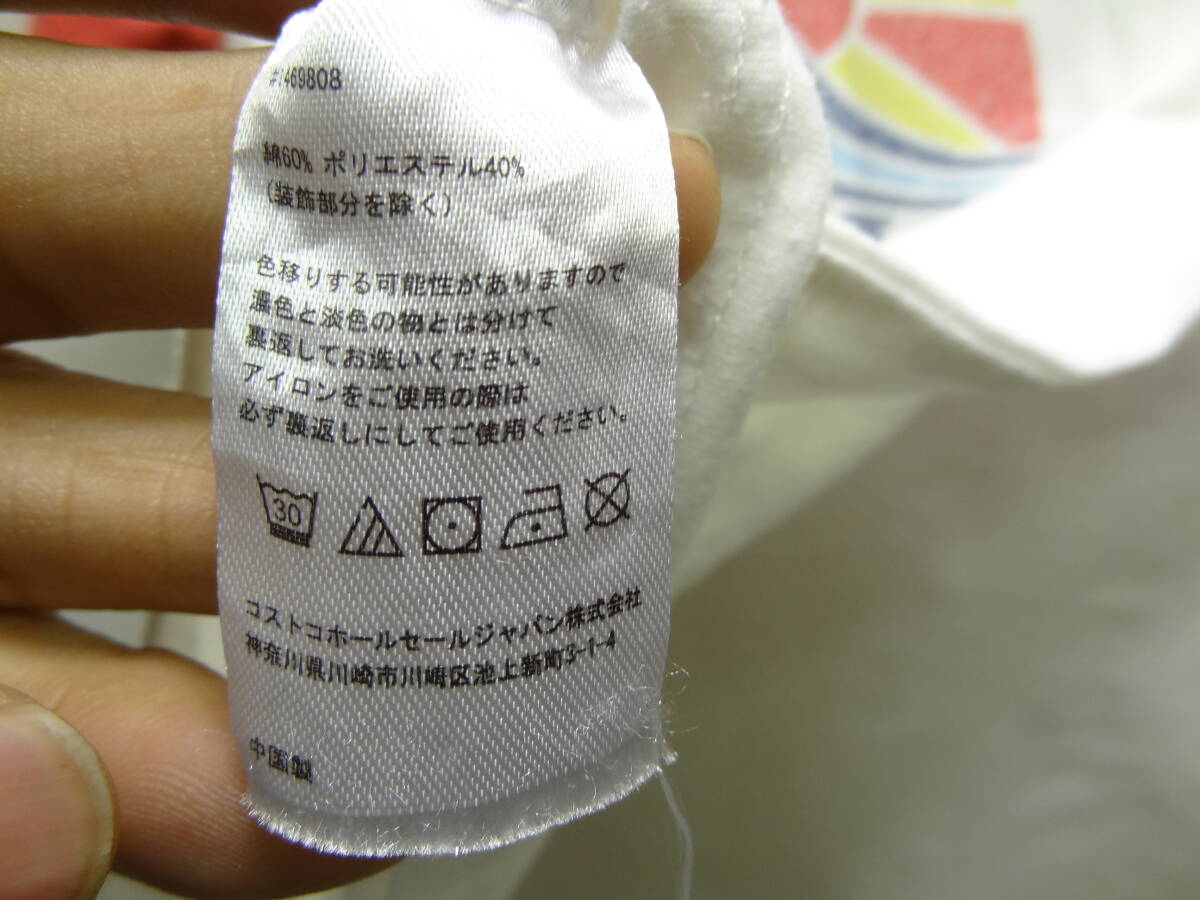 #1469808
綿60% ポリエステル40%
(装飾部分を除く)
色移りする可能性がありますので
濃色と淡色の物とは分けて
裏返してお洗いください。
アイロンをご使用の際は
必ず裏返しにしてご使用ください。
30
コストコホールセールジャパン株式会社
神奈川県川崎市川崎区池上新町3-1-4
中国製